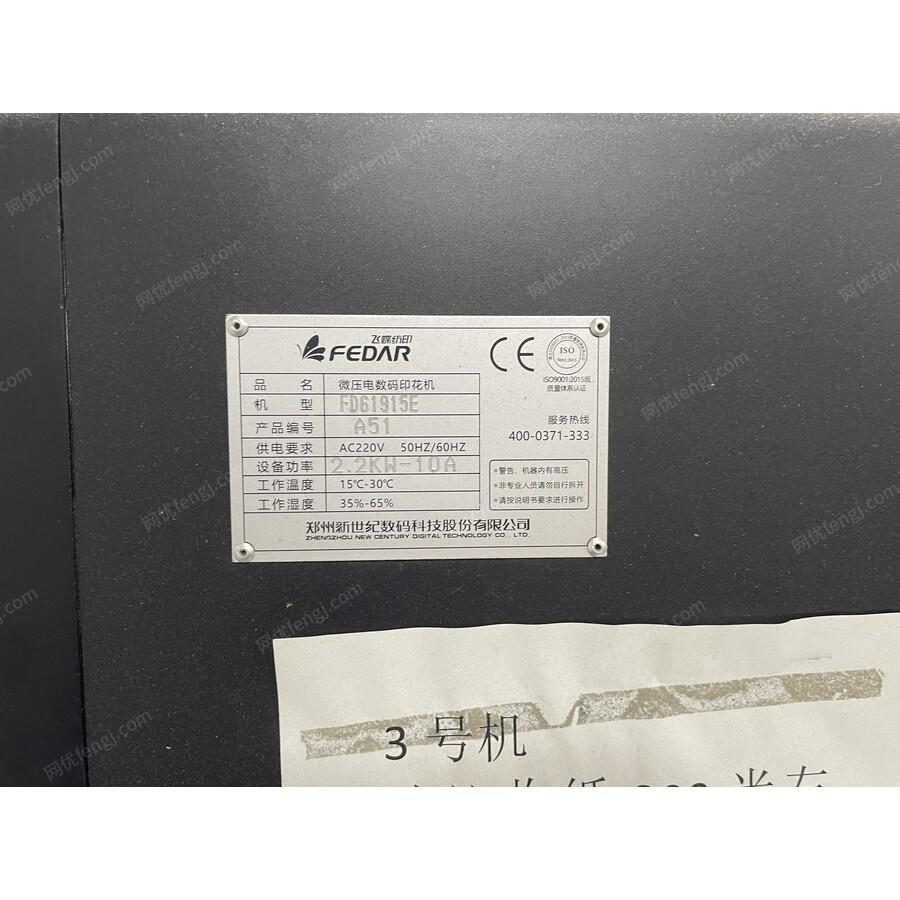 飞蝶纺印
FEDAR
品 名 微压电数码印花机
机 型 FD61915E
产品编号 A51
供电要求 AC220V 50HZ/60HZ
设备功率 2.2KW-10A
工作温度 15℃-30℃
工作湿度 35%-65%
CE
ISO
9001:2015
ISO9001:2015版
质量体系认证
服务热线
400-0371-333
*警告：机器内有高压
*非专业人员请勿自行拆开
*请按说明书要求进行操作
郑州新世纪数码科技股份有限公司
ZHENGZHOU NEW CENTURY DIGITAL TECHNOLOGY CO., LTD.
3 号机
网优fengj.com